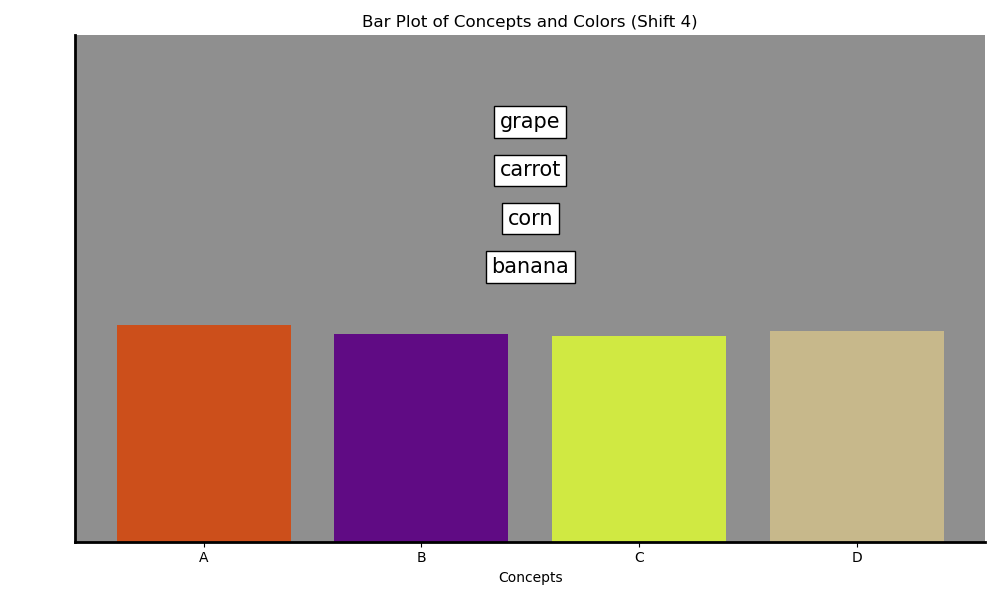 Bar Plot of Concepts and Colors (Shift 4)
grape
carrot
corn
banana
A B C D
Concepts